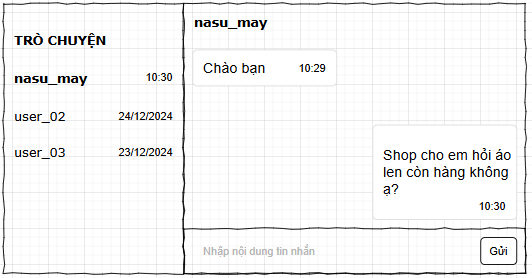 TRÒ CHUYỆN
nasu_may 10:30
user_02 24/12/2024
user_03 23/12/2024
nasu_may
Chào bạn 10:29
Shop cho em hỏi áo
len còn hàng không
ạ?
10:30
Nhập nội dung tin nhắn
Gửi